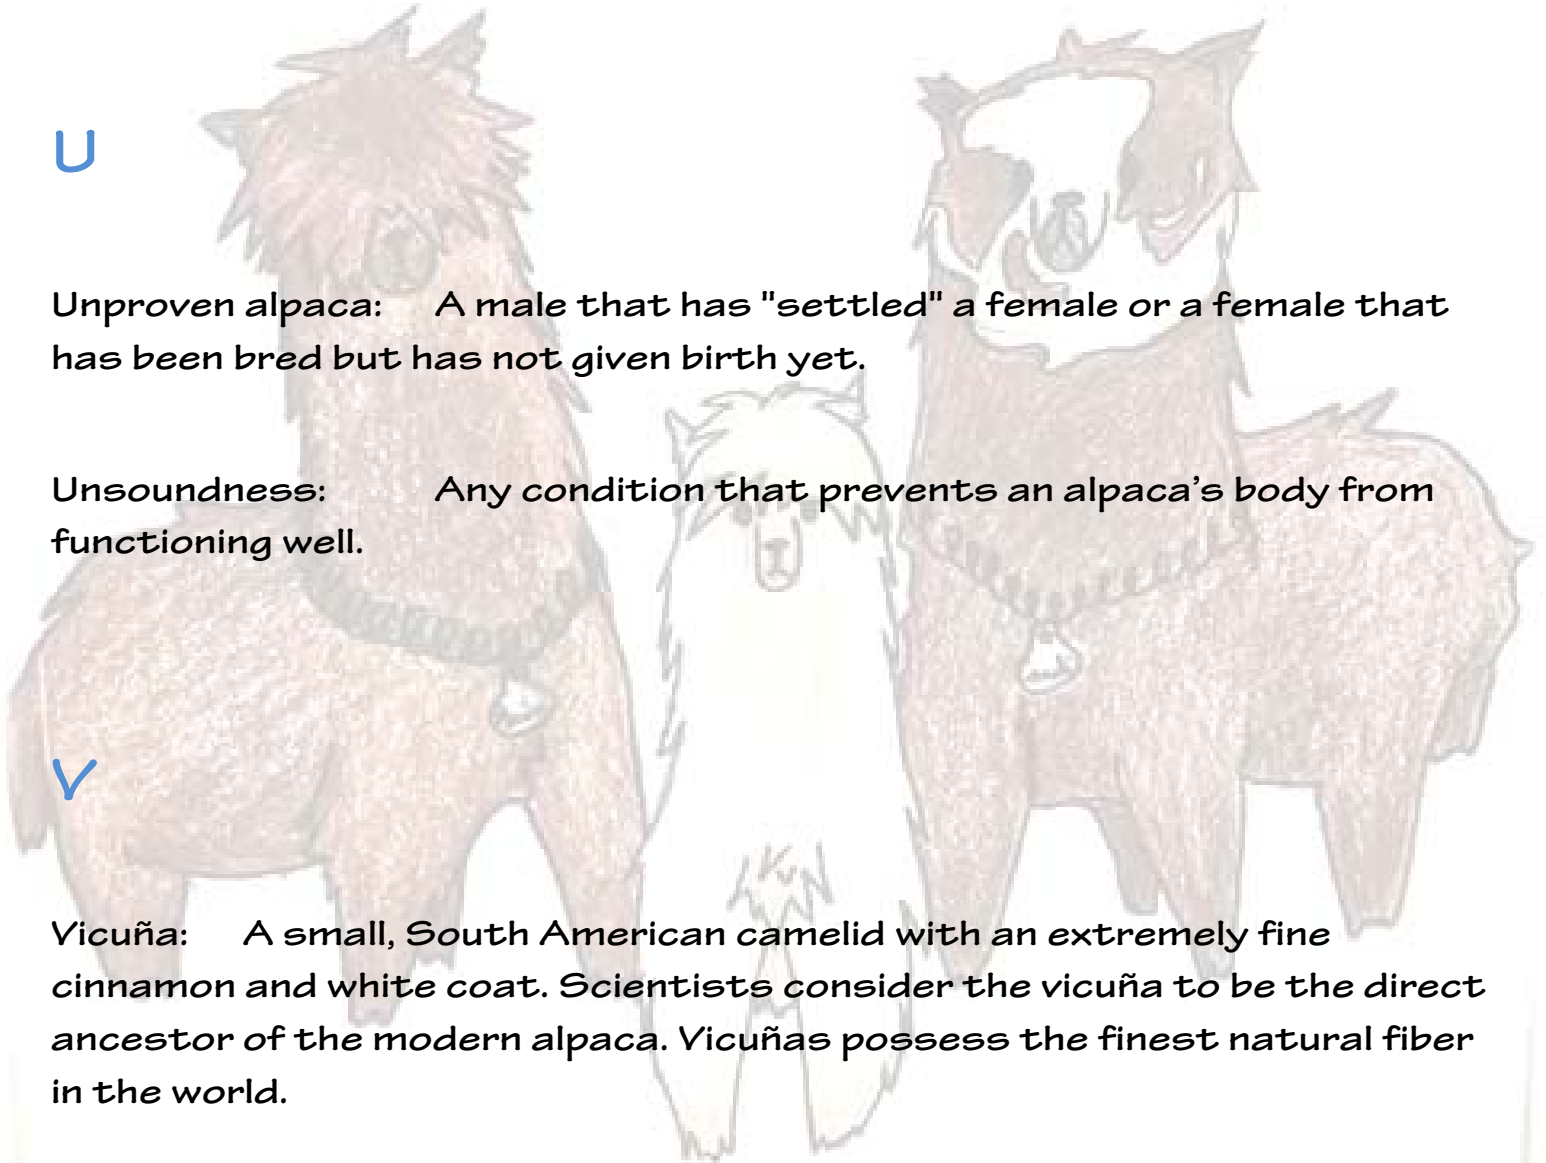 U
Unproven alpaca: A male that has "settled" a female or a female that
has been bred but has not given birth yet.
Unsoundness: Any condition that prevents an alpaca’s body from
functioning well.
V
Vicuña: A small, South American camelid with an extremely fine
cinnamon and white coat. Scientists consider the vicuña to be the direct
ancestor of the modern alpaca. Vicuñas possess the finest natural fiber
in the world.